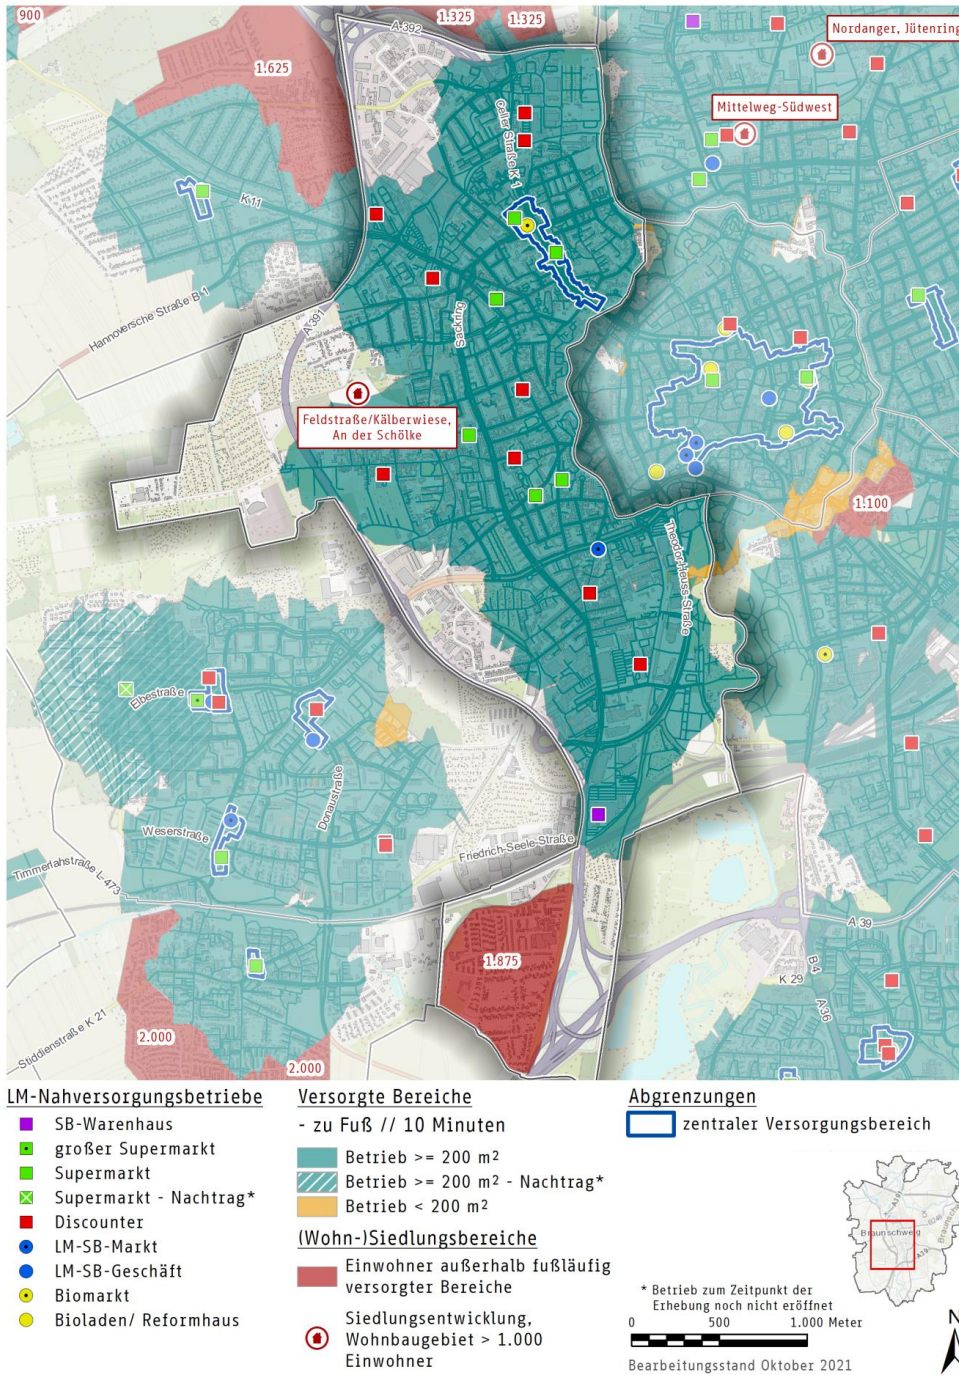 900
1.325
1.325
A 392
Nordanger, Jütenring
1.625
Mittelweg-Südwest
Celler Straße K 1
K 11
Hannoversche Straße B 1
A 391
Sackring
Feldstraße/Kälberwiese,
An der Schölke
1.100
Theodor-Heuss-Straße
Elbestraße
Donaustraße
Weserstraße
Friedrich-Seele-Straße
Timmerlahstraße L 473
A 39
1.875
B 4
K 29
A 36
Stiddienstraße K 21
2.000
2.000
LM-Nahversorgungsbetriebe
SB-Warenhaus
großer Supermarkt
Supermarkt
Supermarkt - Nachtrag*
Discounter
LM-SB-Markt
LM-SB-Geschäft
Biomarkt
Bioladen/ Reformhaus
Versorgte Bereiche
- zu Fuß // 10 Minuten
Betrieb >= 200 m²
Betrieb >= 200 m² - Nachtrag*
Betrieb < 200 m²
(Wohn-)Siedlungsbereiche
Einwohner außerhalb fußläufig
versorgter Bereiche
Siedlungsentwicklung,
Wohnbaugebiet > 1.000
Einwohner
Abgrenzungen
zentraler Versorgungsbereich
Braunschweig
* Betrieb zum Zeitpunkt der
Erhebung noch nicht eröffnet
0 500 1.000 Meter
N
Bearbeitungsstand Oktober 2021